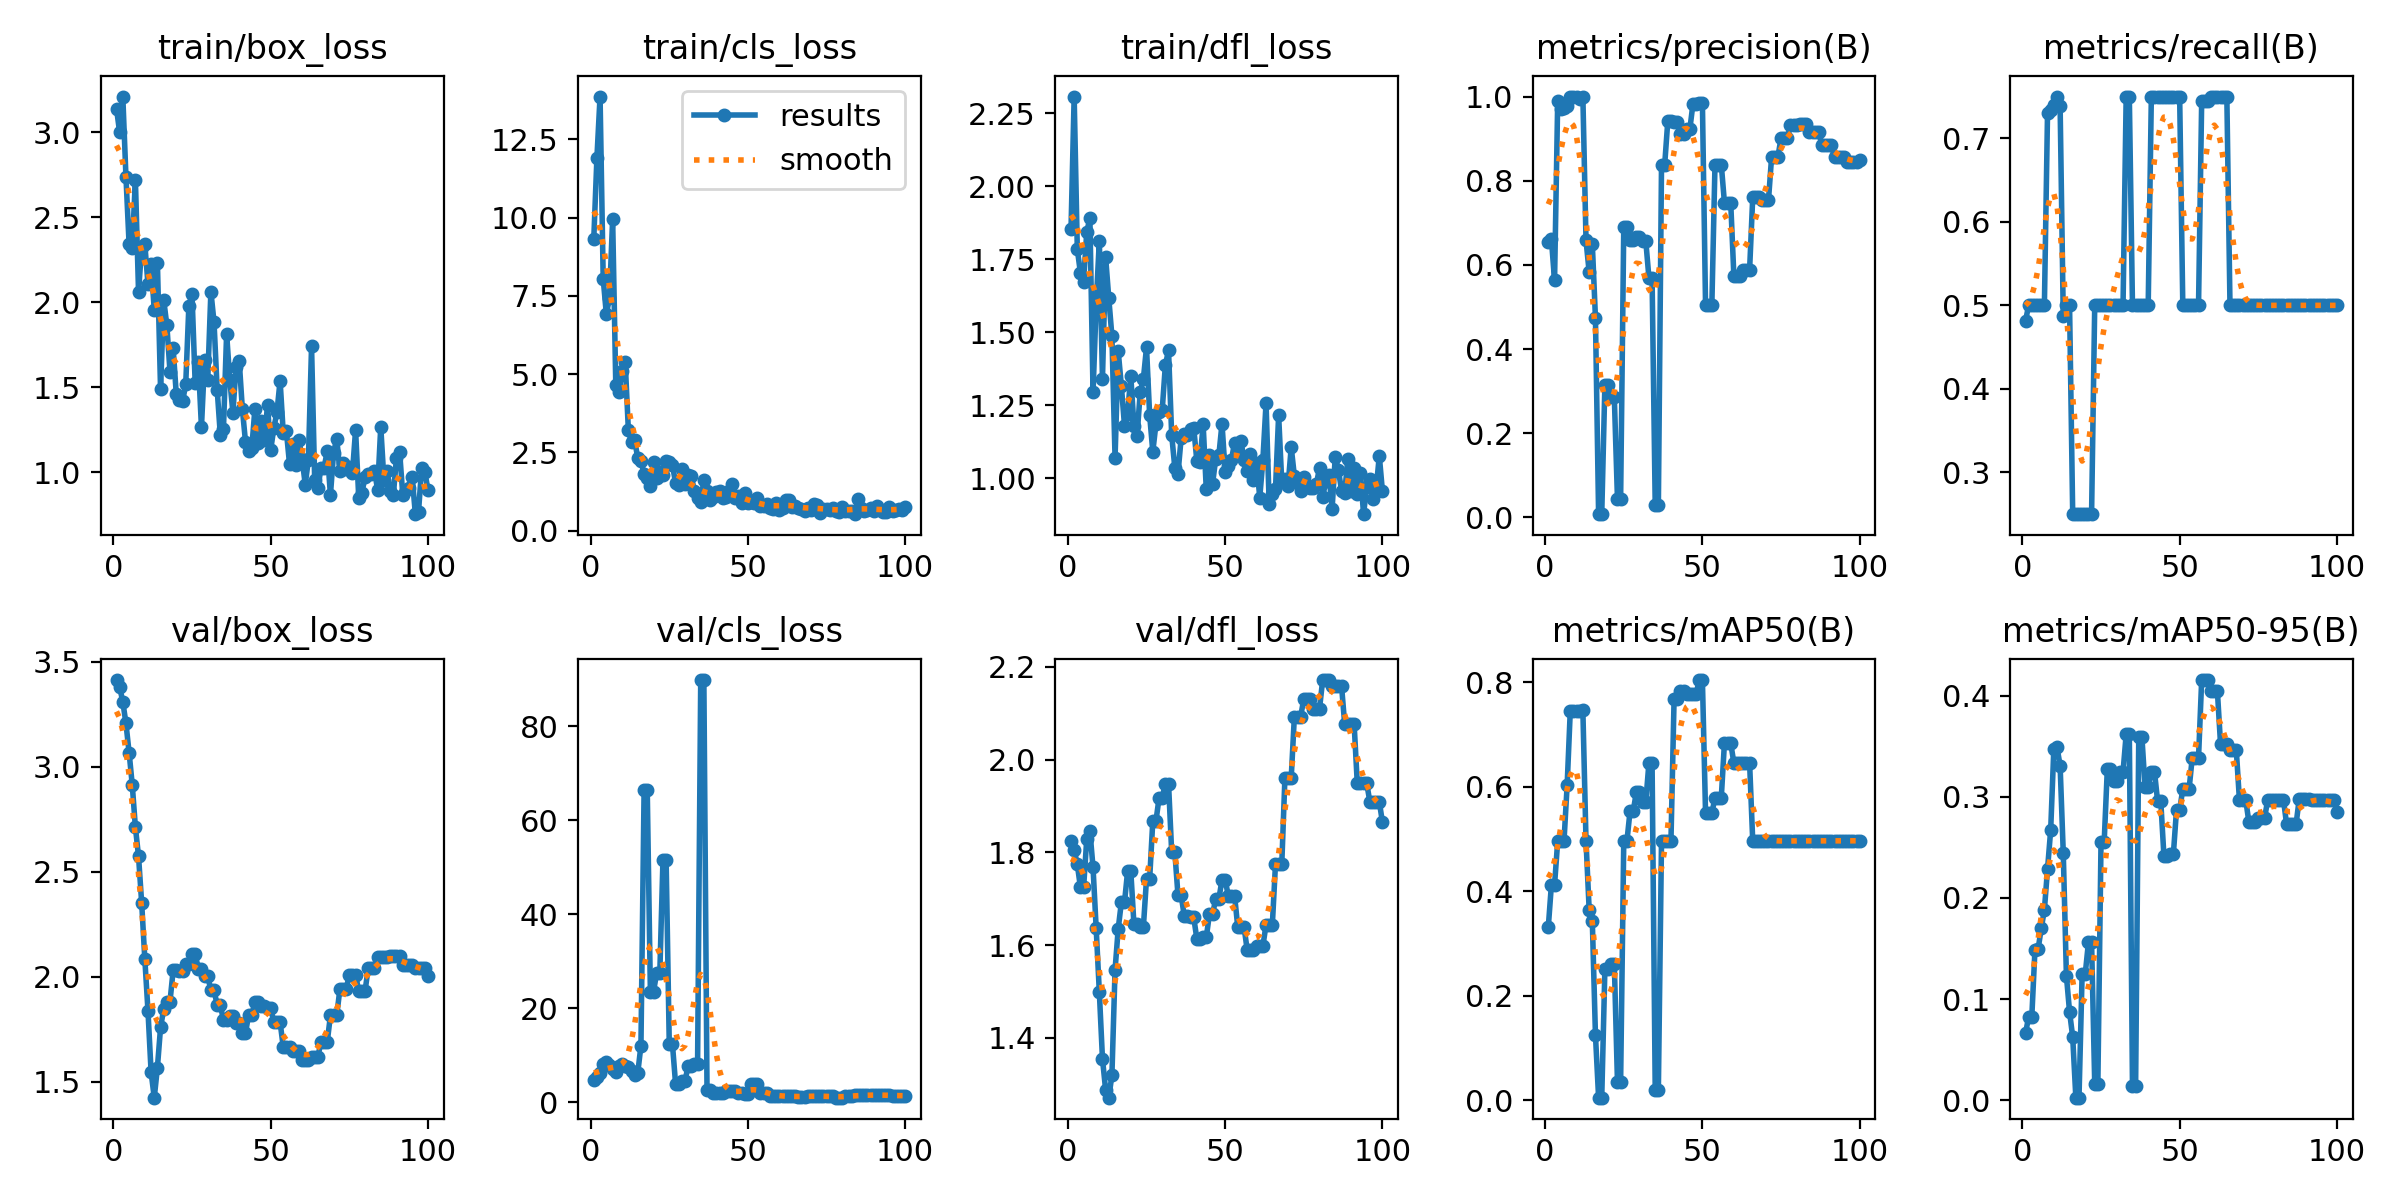 train/box_loss
train/cls_loss
train/dfl_loss
metrics/precision(B)
metrics/recall(B)
3.0
2.5
2.0
1.5
1.0
0 50 100
12.5
10.0
7.5
5.0
2.5
0.0
results
smooth
0 50 100
2.25
2.00
1.75
1.50
1.25
1.00
0 50 100
1.0
0.8
0.6
0.4
0.2
0.0
0 50 100
0.7
0.6
0.5
0.4
0.3
0 50 100
val/box_loss
val/cls_loss
val/dfl_loss
metrics/mAP50(B)
metrics/mAP50-95(B)
3.5
3.0
2.5
2.0
1.5
0 50 100
80
60
40
20
0
0 50 100
2.2
2.0
1.8
1.6
1.4
0 50 100
0.8
0.6
0.4
0.2
0.0
0 50 100
0.4
0.3
0.2
0.1
0.0
0 50 100